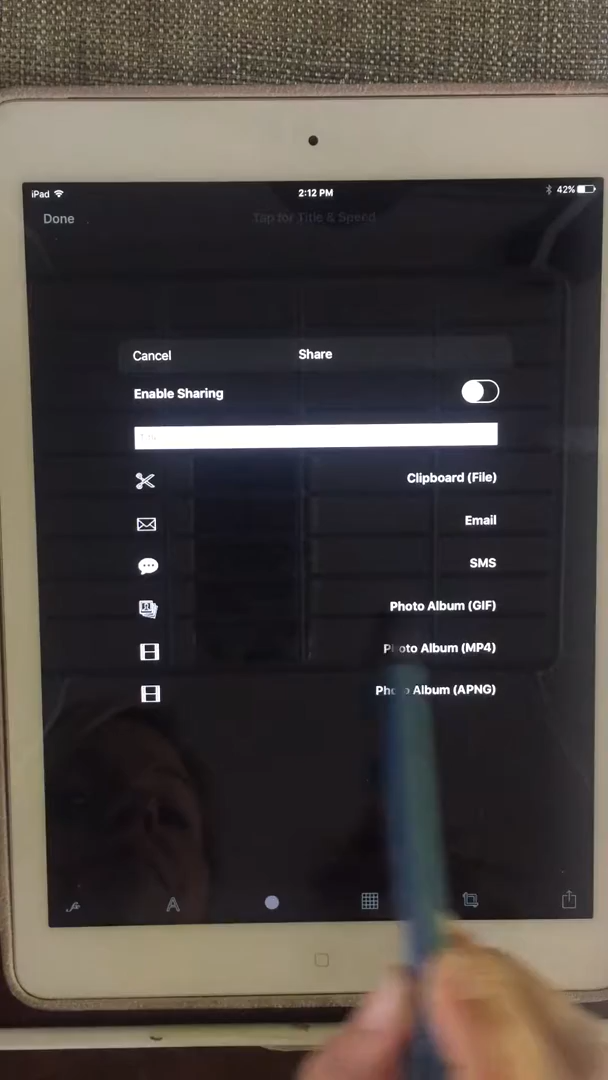 iPad 2:12 PM 42%
Done Tap for Title & Speed
Cancel Share
Enable Sharing
Clipboard (File)
Email
SMS
Photo Album (GIF)
Photo Album (MP4)
Photo Album (APNG)
fx A